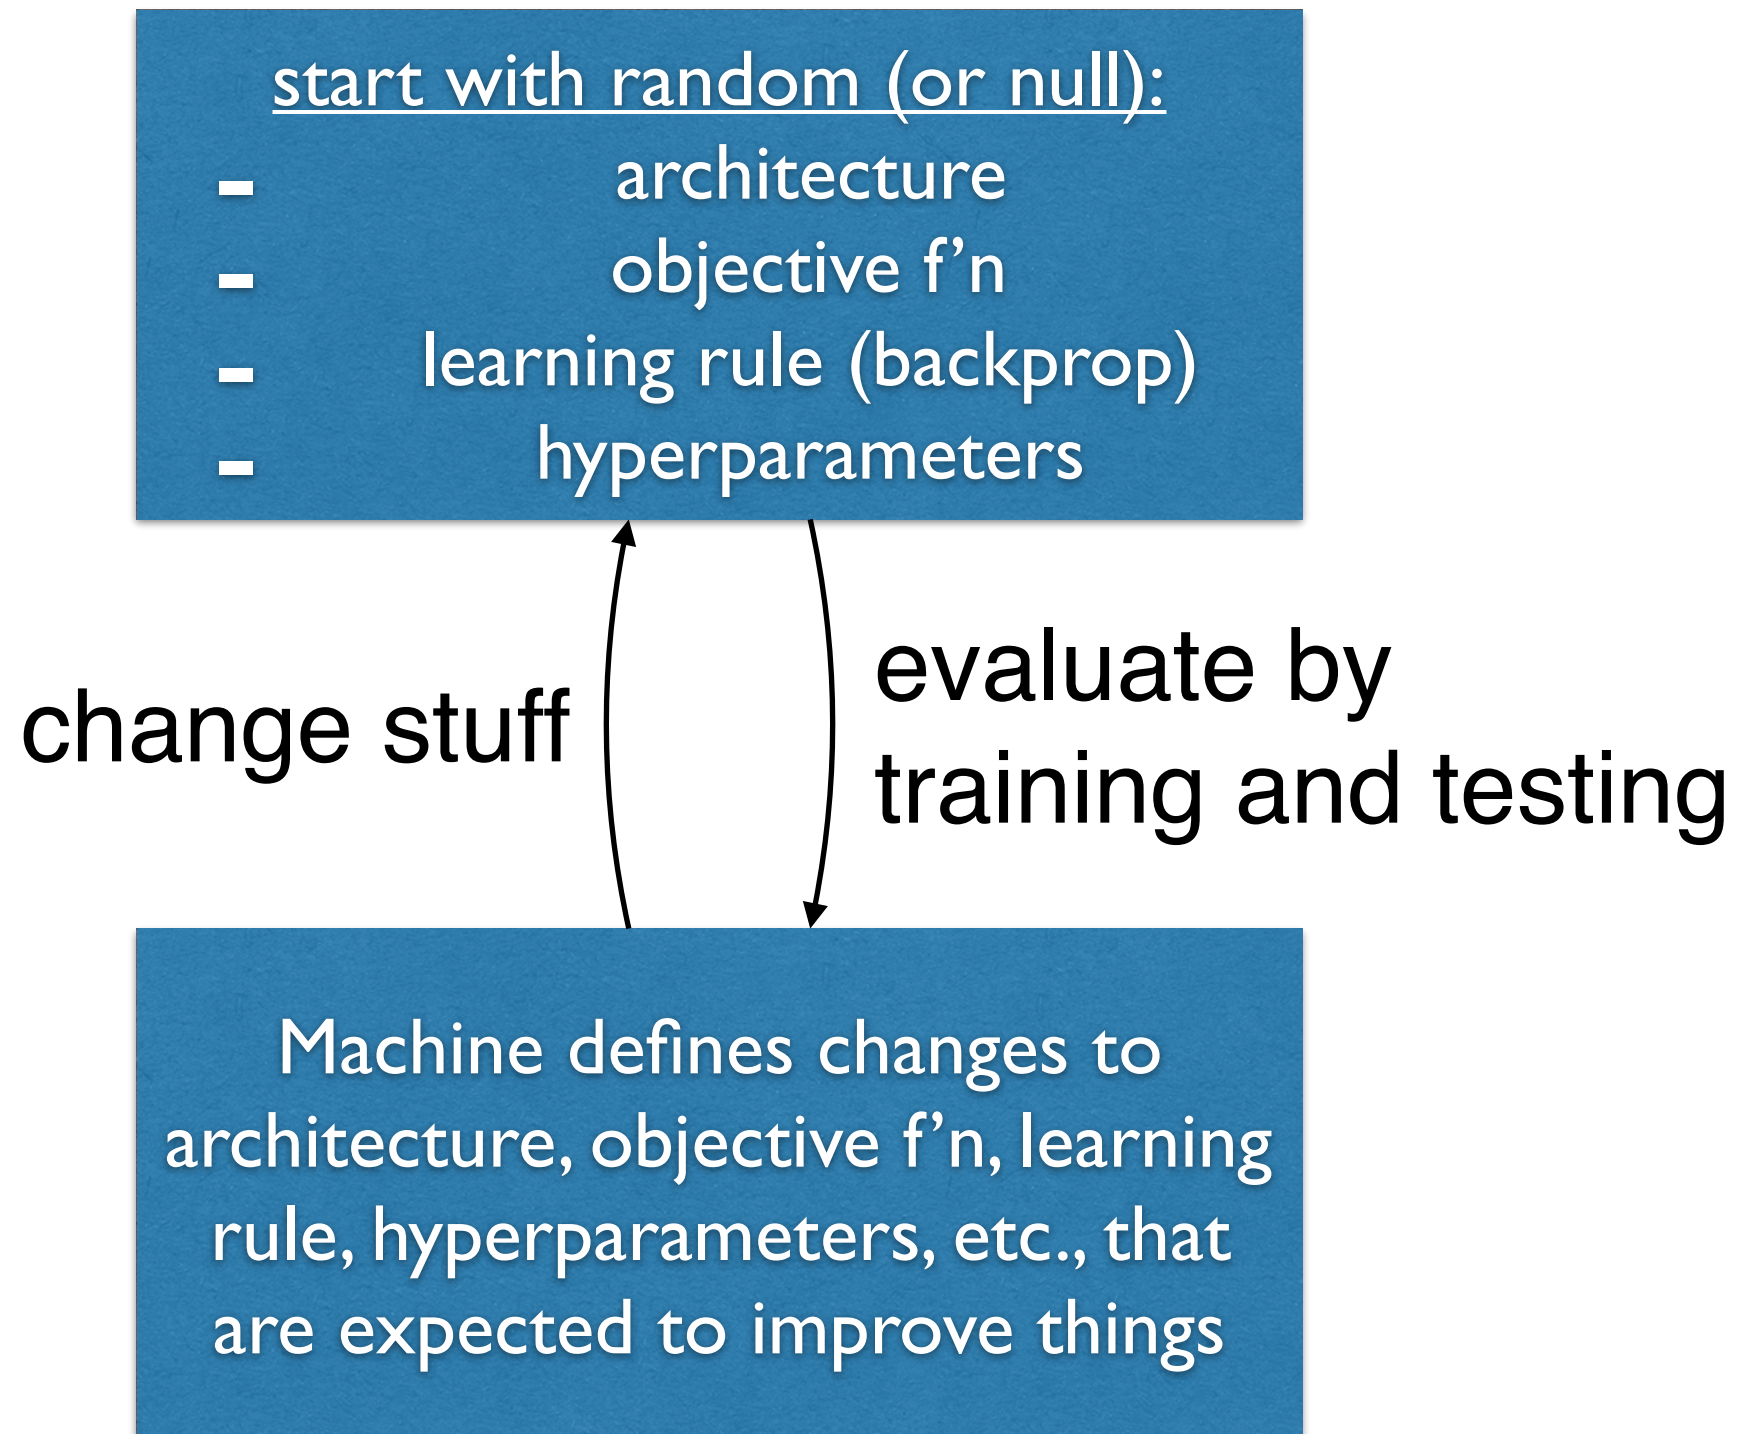 start with random (or null):
- architecture
- objective f’n
- learning rule (backprop)
- hyperparameters
change stuff
evaluate by
training and testing
Machine defines changes to
architecture, objective f’n, learning
rule, hyperparameters, etc., that
are expected to improve things